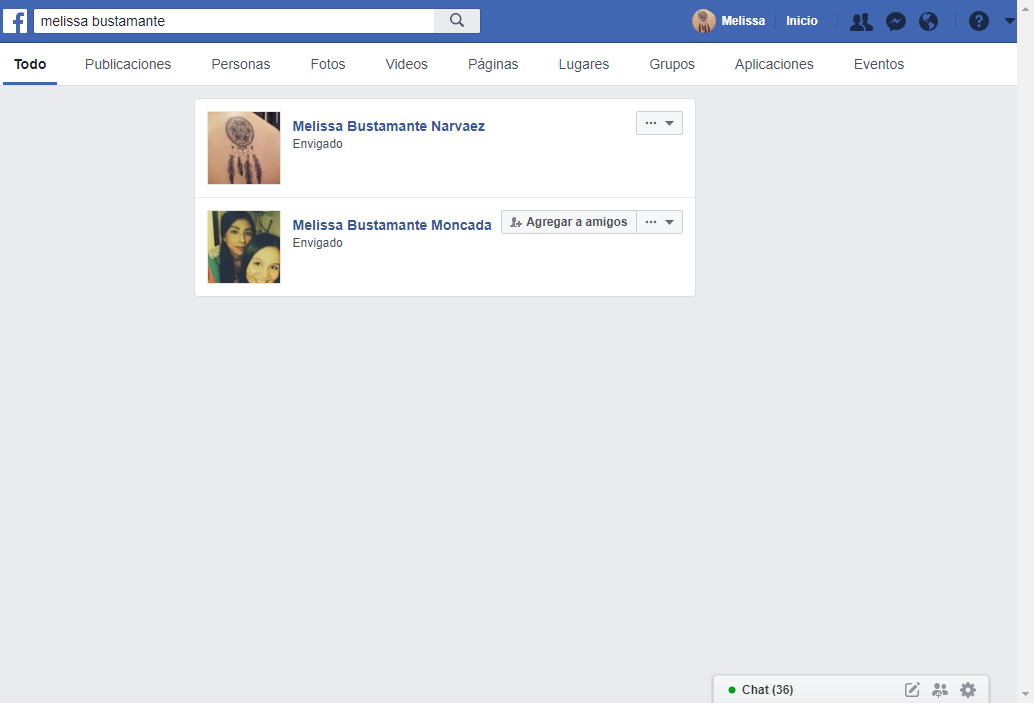 melissa bustamante
Melissa Inicio
Todo Publicaciones Personas Fotos Videos Páginas Lugares Grupos Aplicaciones Eventos
Melissa Bustamante Narvaez
Envigado
Melissa Bustamante Moncada Agregar a amigos
Envigado
Chat (36)